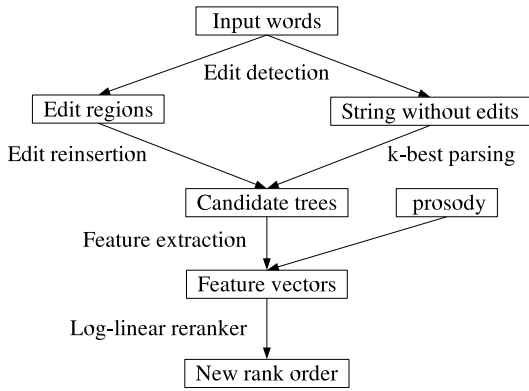 Input words
Edit detection
Edit regions
String without edits
Edit reinsertion
k-best parsing
Candidate trees
prosody
Feature extraction
Feature vectors
Log-linear reranker
New rank order